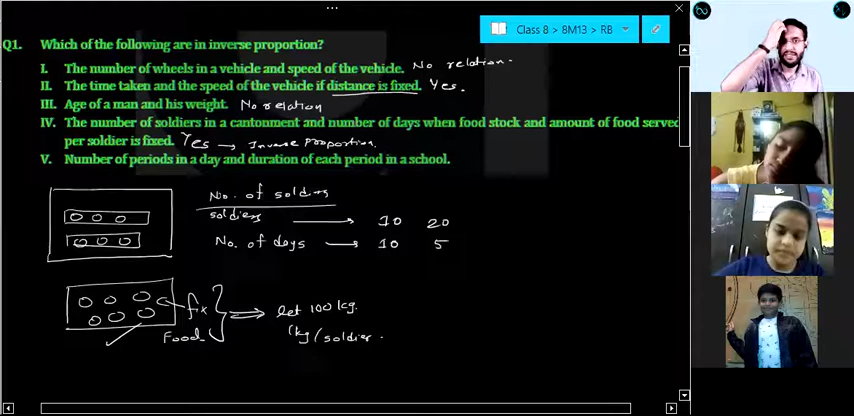 Class 8 > 8M13 > RB
Q1. Which of the following are in inverse proportion?
I. The number of wheels in a vehicle and speed of the vehicle. No relation.
II. The time taken and the speed of the vehicle if distance is fixed. Yes.
III. Age of a man and his weight. No relation
IV. The number of soldiers in a cantonment and number of days when food stock and amount of food served
per soldier is fixed. Yes → Inverse Proportion.
V. Number of periods in a day and duration of each period in a school.
No. of soldiers
soldiers → 10 20
No. of days → 10 5
fix
Food
⇒ let 100 kg.
1kg/soldier.